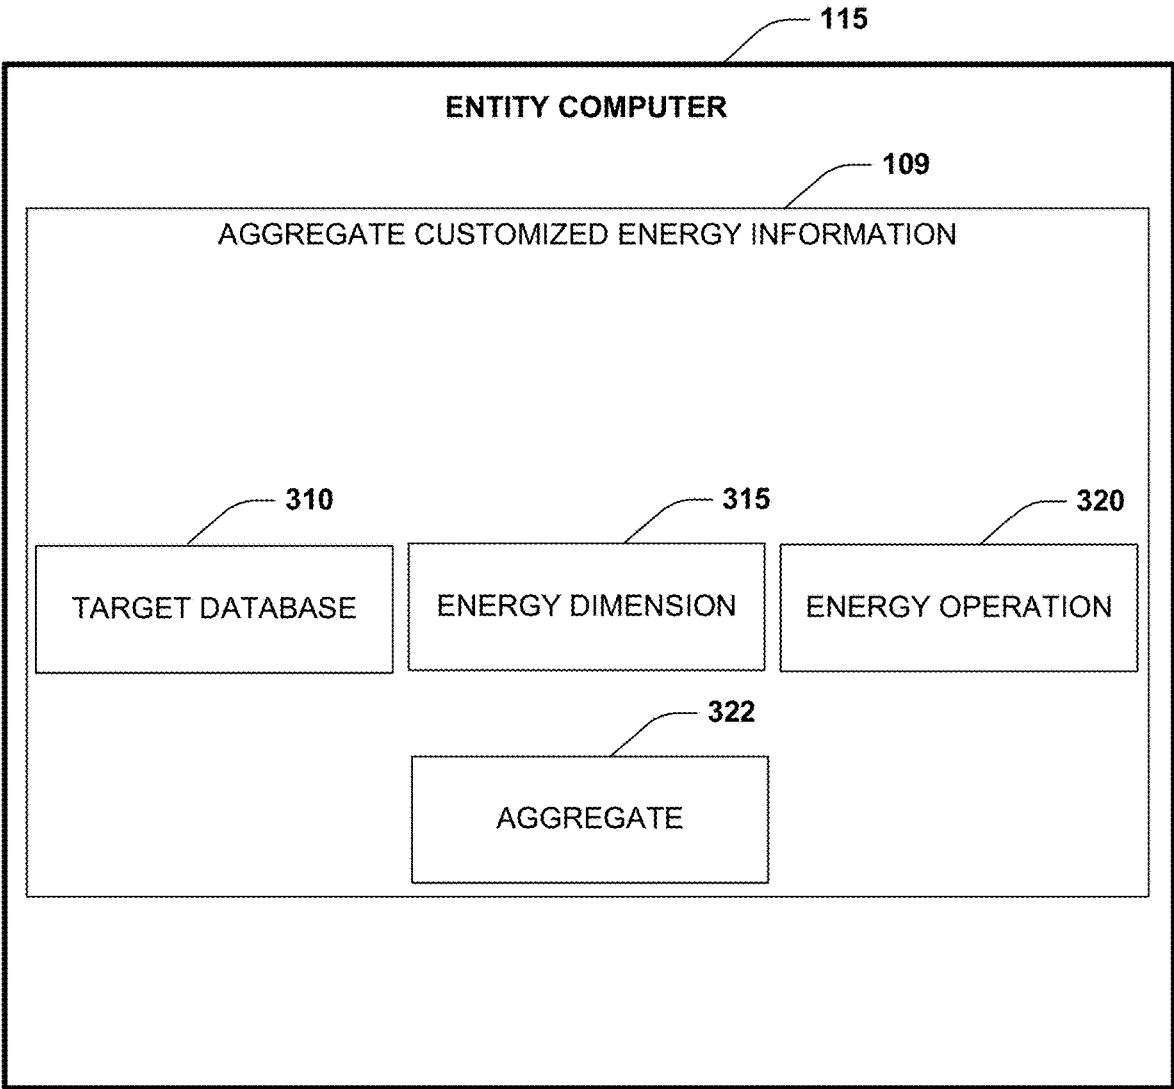 115
ENTITY COMPUTER
109
AGGREGATE CUSTOMIZED ENERGY INFORMATION
310
315
320
TARGET DATABASE
ENERGY DIMENSION
ENERGY OPERATION
322
AGGREGATE